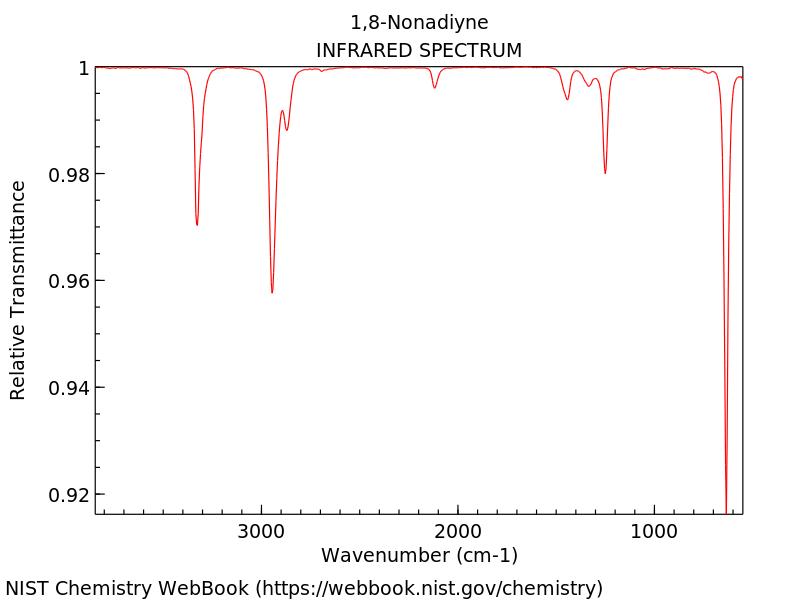 1,8-Nonadiyne
INFRARED SPECTRUM
1
0.98
0.96
0.94
0.92
Relative Transmittance
3000 2000 1000
Wavenumber (cm-1)
NIST Chemistry WebBook (https://webbook.nist.gov/chemistry)